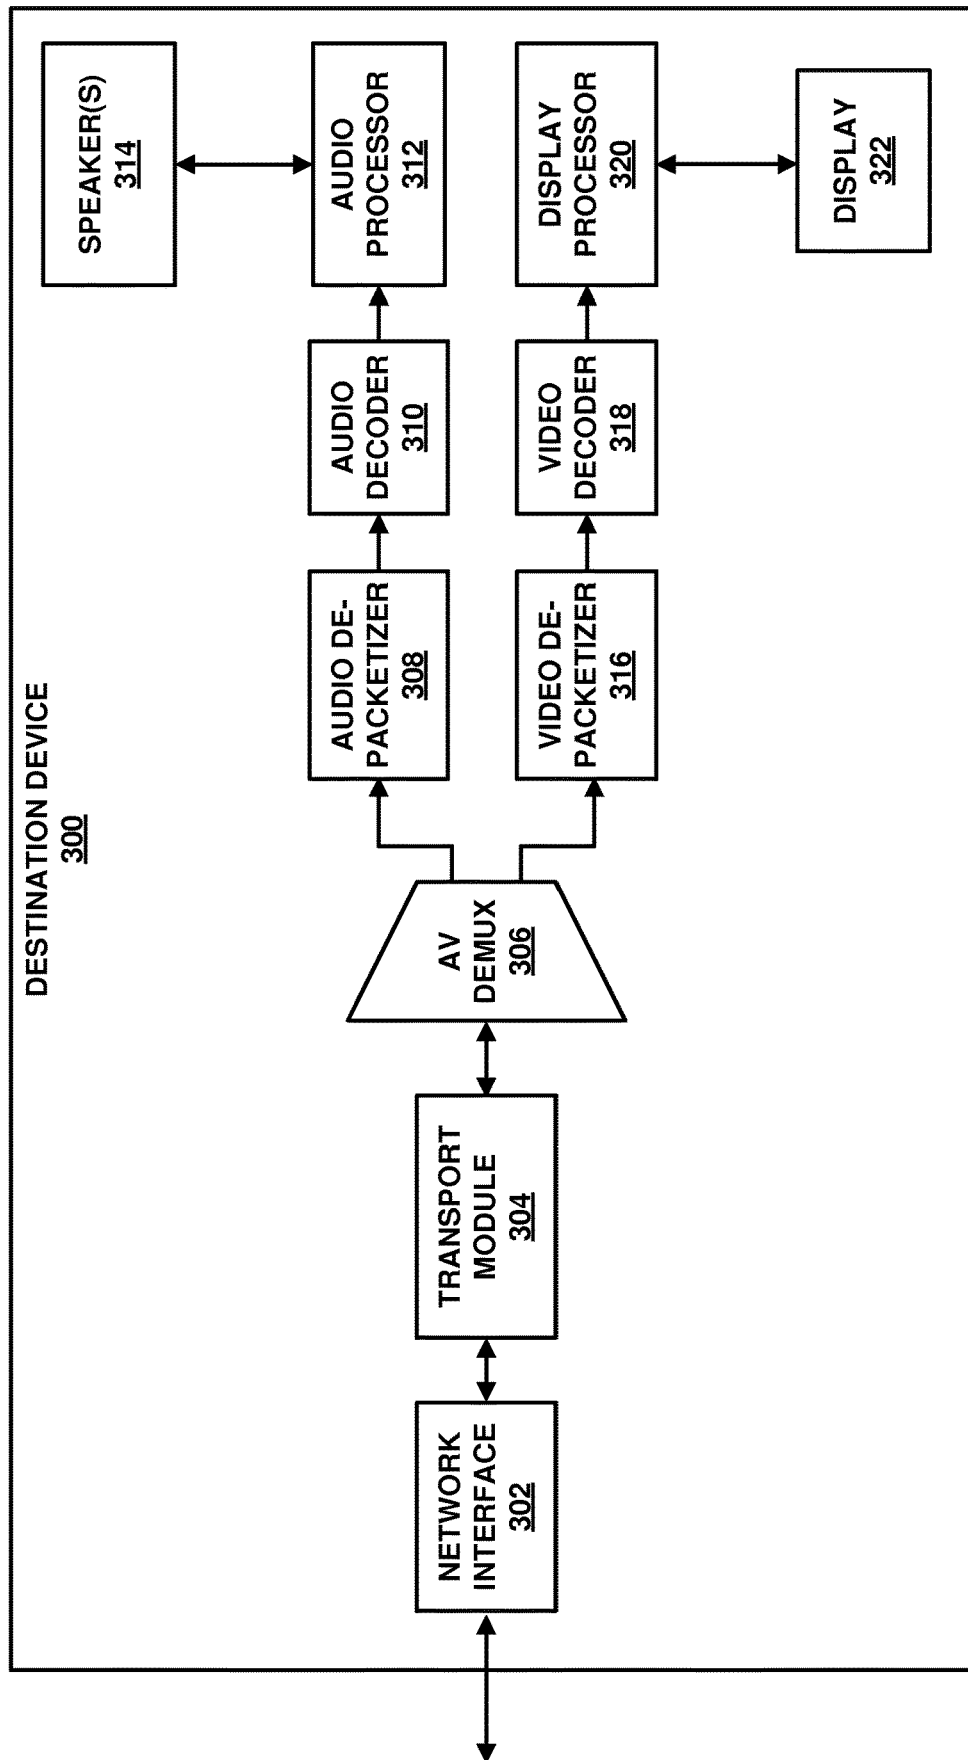 DESTINATION DEVICE
300
NETWORK
INTERFACE
302
TRANSPORT
MODULE
304
AV
DEMUX
306
AUDIO DE-
PACKETIZER
308
AUDIO
DECODER
310
AUDIO
PROCESSOR
312
SPEAKER(S)
314
VIDEO DE-
PACKETIZER
316
VIDEO
DECODER
318
DISPLAY
PROCESSOR
320
DISPLAY
322